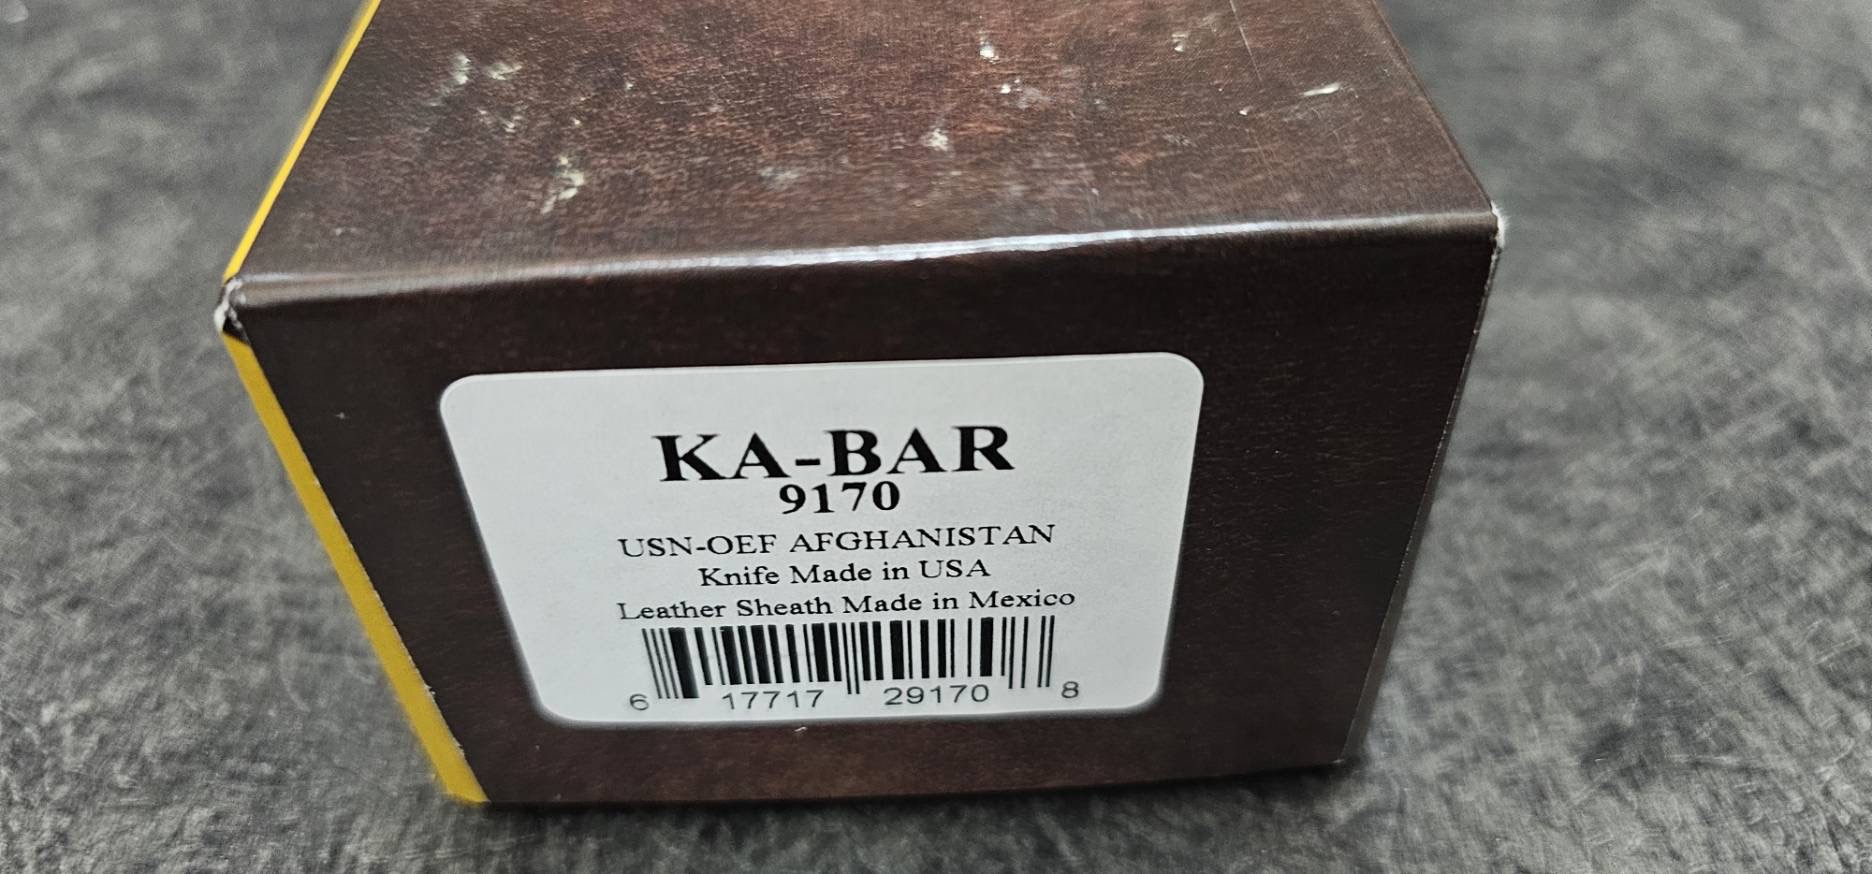 KA-BAR
9170
USN-OEF AFGHANISTAN
Knife Made in USA
Leather Sheath Made in Mexico
6 17717 29170 8